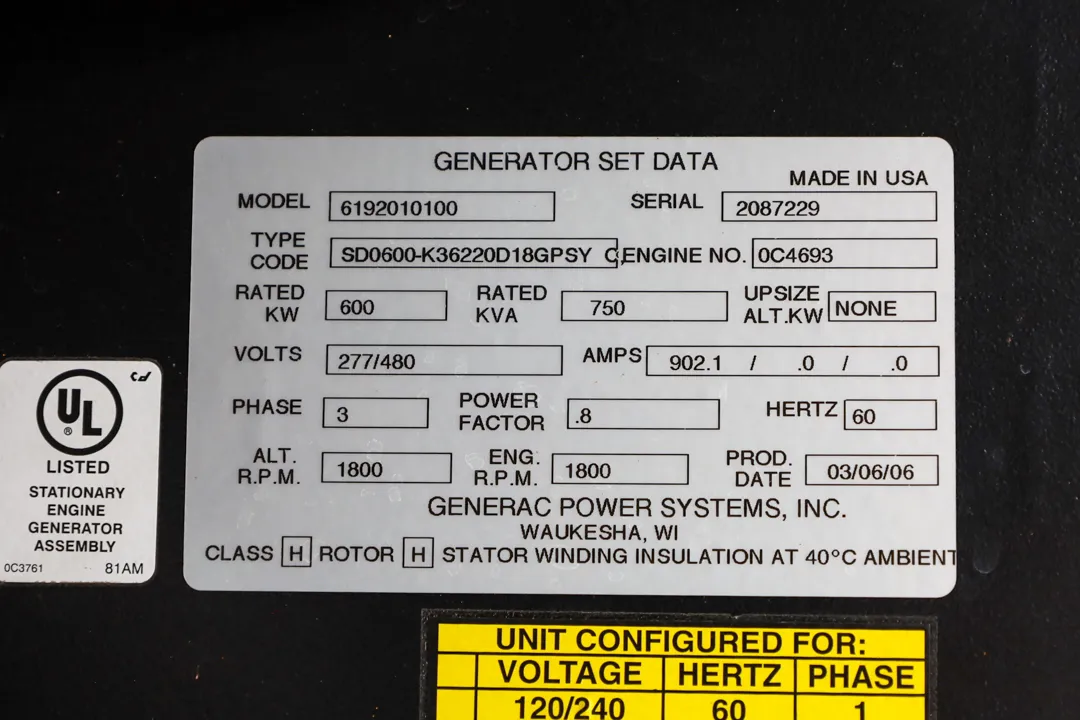 GENERATOR SET DATA
MADE IN USA
MODEL 6192010100 SERIAL 2087229
TYPE CODE SD0600-K36220D18GPSY C ENGINE NO. 0C4693
RATED KW 600 RATED KVA 750 UPSIZE ALT.KW NONE
VOLTS 277/480 AMPS 902.1 / .0 / .0
PHASE 3 POWER FACTOR .8 HERTZ 60
ALT. R.P.M. 1800 ENG. R.P.M. 1800 PROD. DATE 03/06/06
GENERAC POWER SYSTEMS, INC.
WAUKESHA, WI
CLASS H ROTOR H STATOR WINDING INSULATION AT 40°C AMBIENT
UL
®
LISTED
STATIONARY
ENGINE
GENERATOR
ASSEMBLY
0C3761 81AM
UNIT CONFIGURED FOR:
VOLTAGE HERTZ PHASE
120/240 60 1